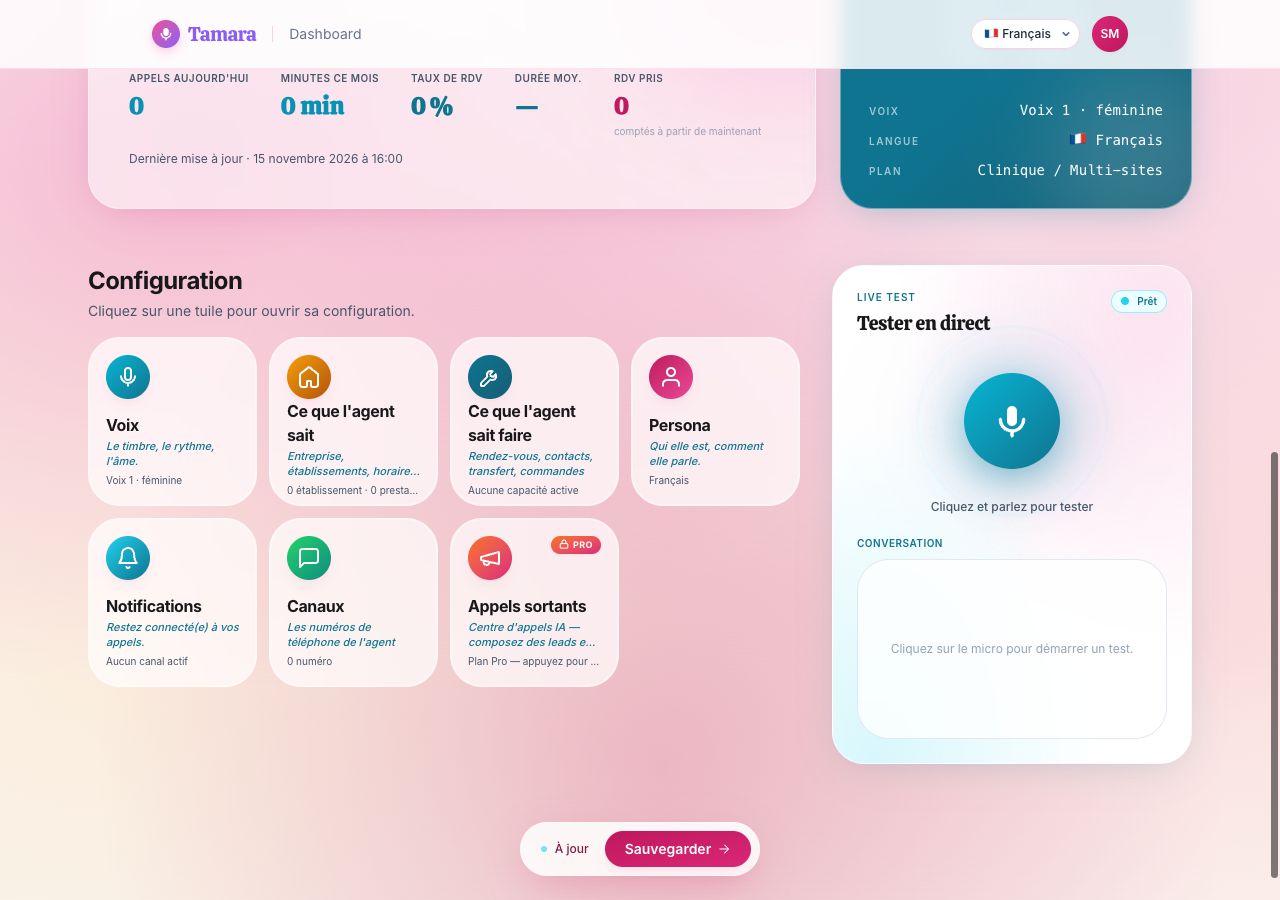 Tamara
Dashboard
🇫🇷 Français
SM
APPELS AUJOURD'HUI
0
MINUTES CE MOIS
0 min
TAUX DE RDV
0 %
DURÉE MOY.
—
RDV PRIS
0
comptés à partir de maintenant
Dernière mise à jour · 15 novembre 2026 à 16:00
VOIX Voix 1 · féminine
LANGUE 🇫🇷 Français
PLAN Clinique / Multi-sites
Configuration
Cliquez sur une tuile pour ouvrir sa configuration.
Voix
Le timbre, le rythme,
l'âme.
Voix 1 · féminine
Ce que l'agent
sait
Entreprise,
établissements, horaire…
0 établissement · 0 presta…
Ce que l'agent
sait faire
Rendez-vous, contacts,
transfert, commandes
Aucune capacité active
Persona
Qui elle est, comment
elle parle.
Français
Notifications
Restez connecté(e) à vos
appels.
Aucun canal actif
Canaux
Les numéros de
téléphone de l'agent
0 numéro
PRO
Appels sortants
Centre d'appels IA —
composez des leads e…
Plan Pro — appuyez pour …
LIVE TEST
Prêt
Tester en direct
Cliquez et parlez pour tester
CONVERSATION
Cliquez sur le micro pour démarrer un test.
À jour
Sauvegarder →